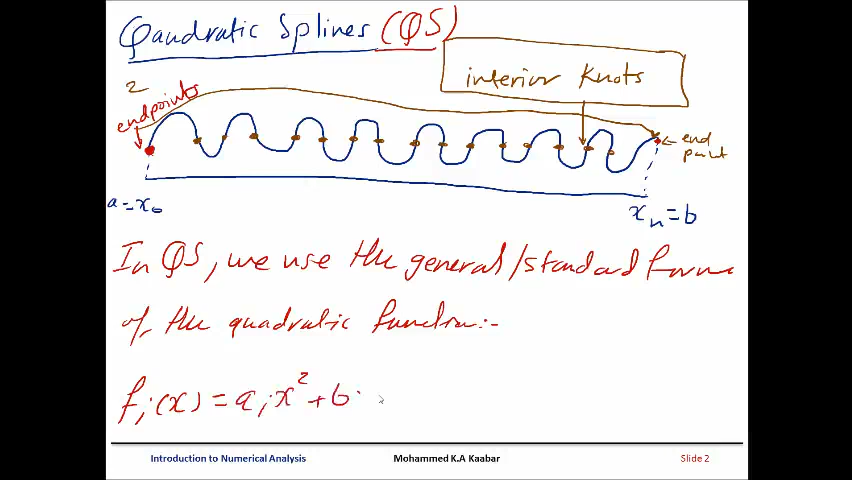 Quadratic Splines (QS)
interior knots
2
endpoints
end
point
a=x₀
xₙ=b
In QS, we use the general/standard form
of the quadratic function:-
fᵢ(x) = aᵢx² + b
Introduction to Numerical Analysis
Mohammed K.A Kaabar
Slide 2